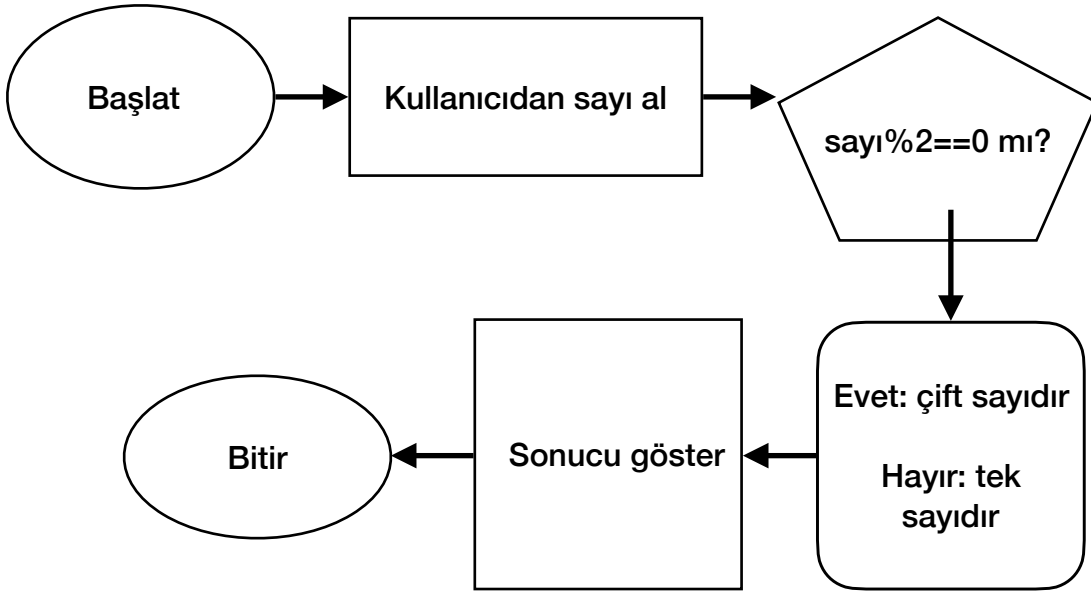 Başlat
Kullanıcıdan sayı al
sayı%2==0 mı?
Evet: çift sayıdır
Hayır: tek
sayıdır
Sonucu göster
Bitir